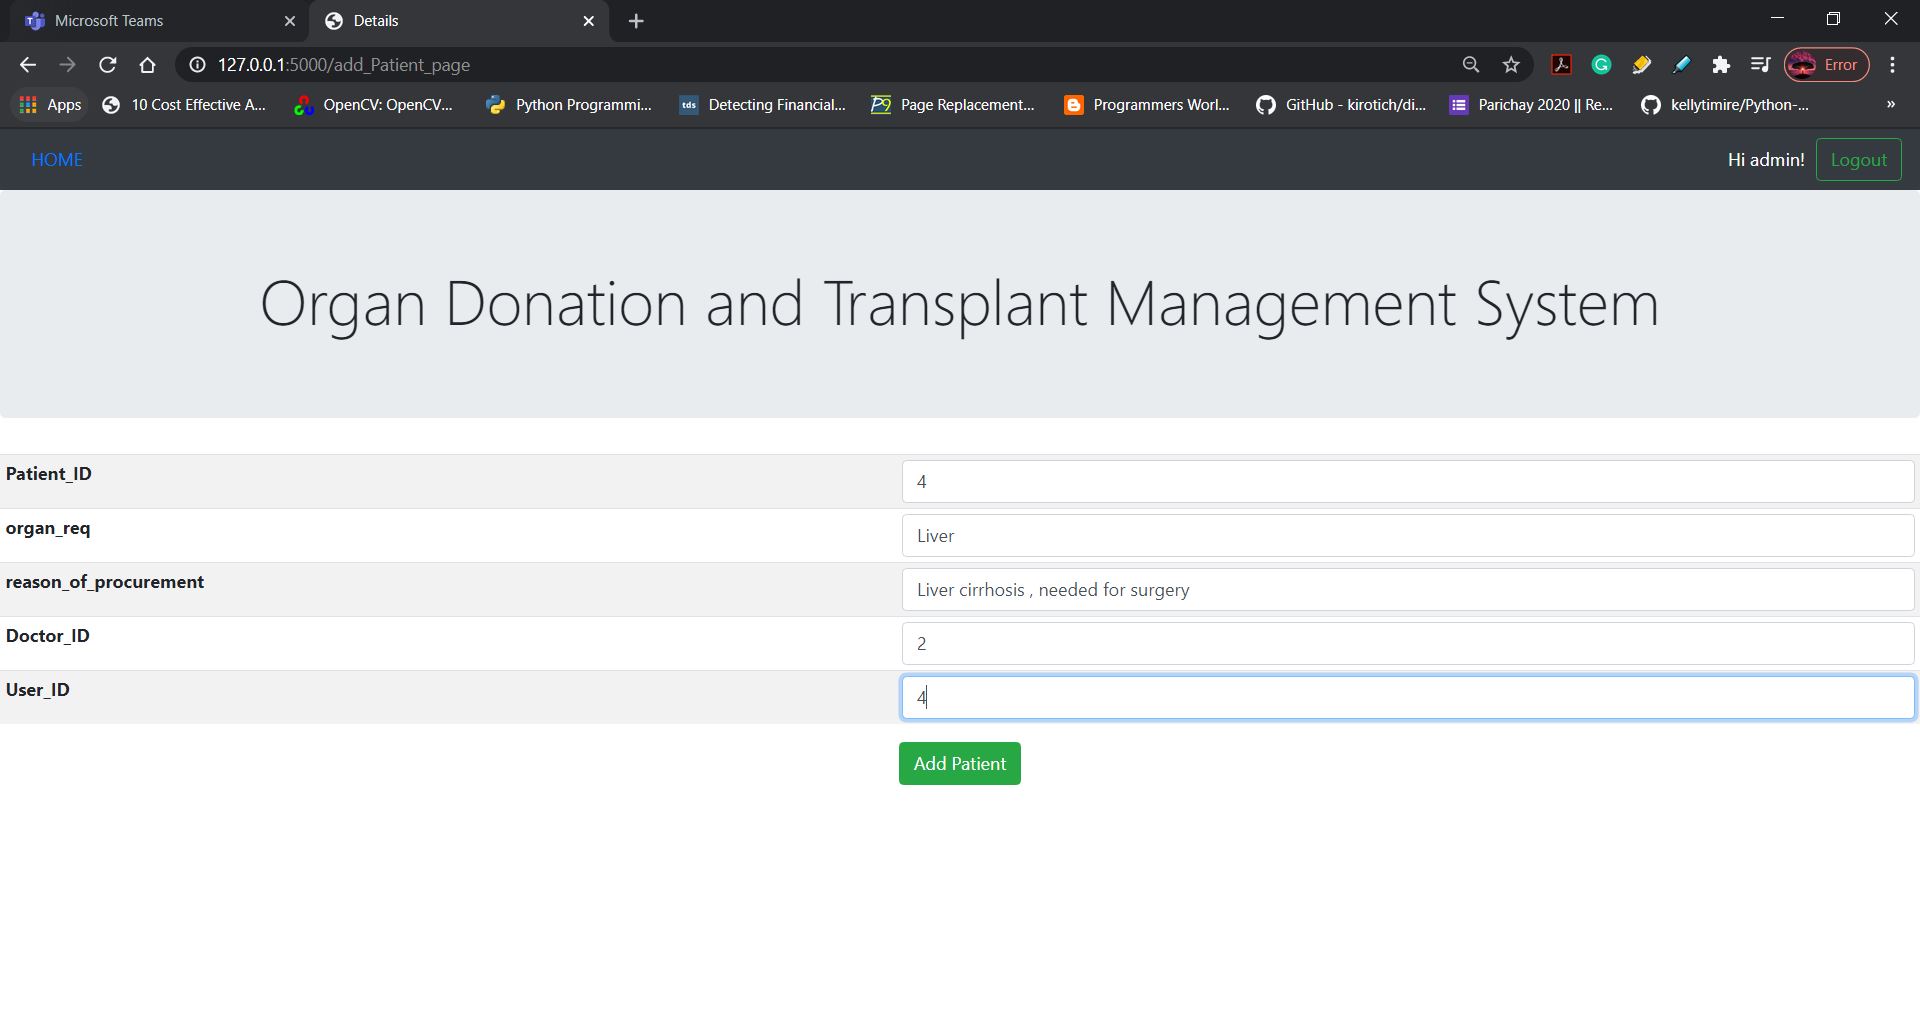 Microsoft Teams
Details
127.0.0.1:5000/add_Patient_page
Error
Apps
10 Cost Effective A...
OpenCV: OpenCV...
Python Programmi...
tds
Detecting Financial...
Page Replacement...
Programmers Worl...
GitHub - kirotich/di...
Parichay 2020 || Re...
kellytimire/Python-...
»
HOME
Hi admin!
Logout
Organ Donation and Transplant Management System
Patient_ID
4
organ_req
Liver
reason_of_procurement
Liver cirrhosis , needed for surgery
Doctor_ID
2
User_ID
4
Add Patient